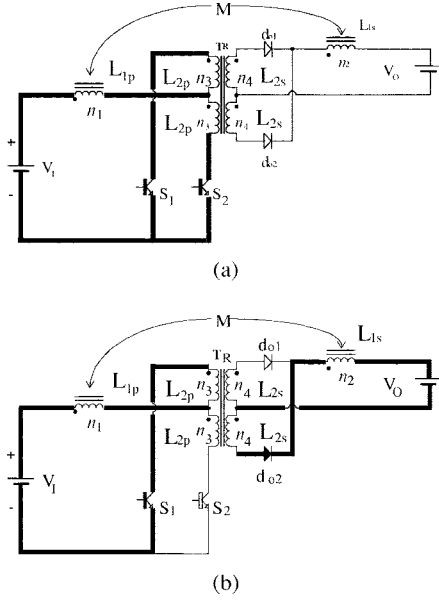 M
L1s
TR
do1
L1p
n3
n4
L2s
n2
VO
n1
L2p
n3
n4
L2s
+
VI
-
do2
S1
S2
(a)
M
L1s
TR
do1
L1p
L2p
n3
n4
L2s
n2
VO
n1
L2p
n3
n4
L2s
+
VI
-
do2
S1
S2
(b)